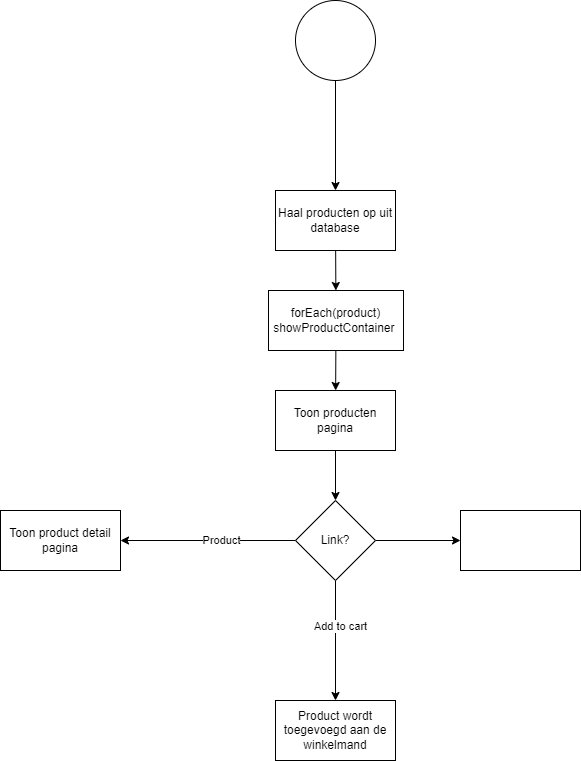 Haal producten op uit
database
forEach(product)
showProductContainer
Toon producten
pagina
Link?
Product
Toon product detail
pagina
Add to cart
Product wordt
toegevoegd aan de
winkelmand